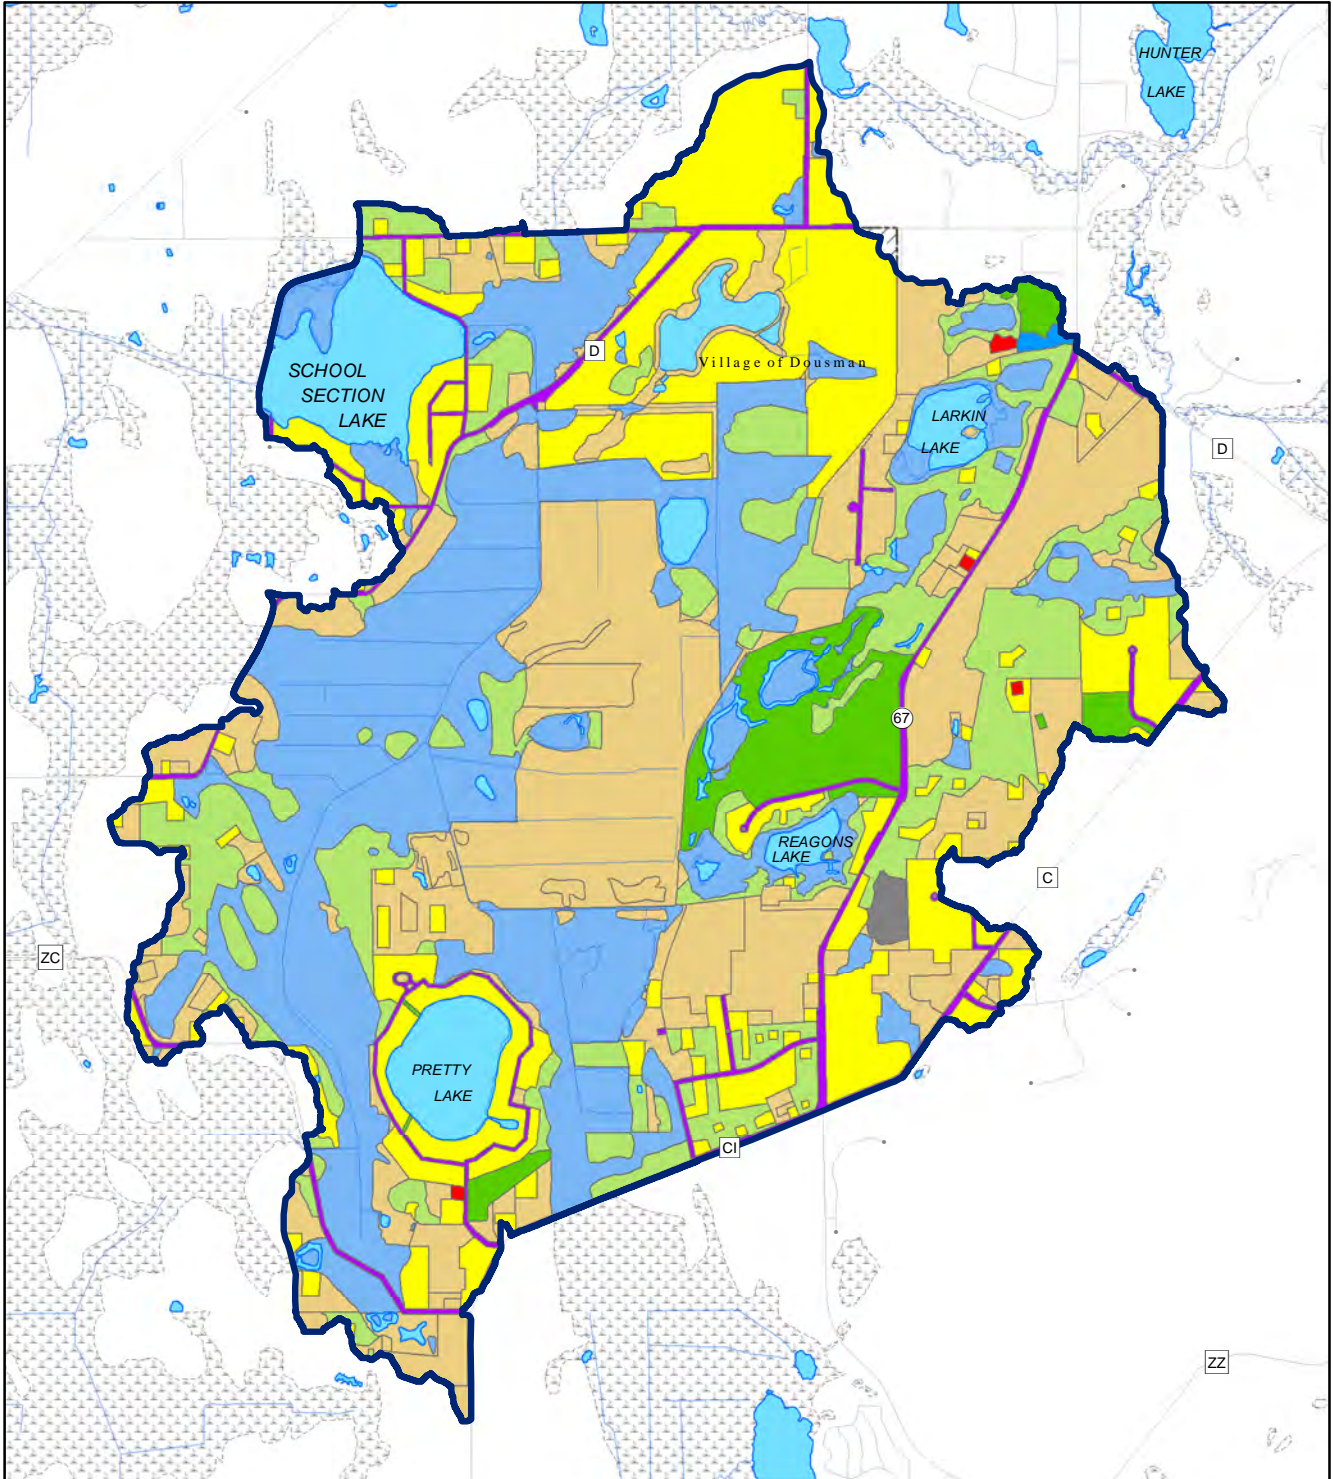 HUNTER
LAKE
SCHOOL
SECTION
LAKE
D
Village of Dousman
LARKIN
LAKE
D
67
REAGONS
LAKE
C
ZC
PRETTY
LAKE
CI
ZZ